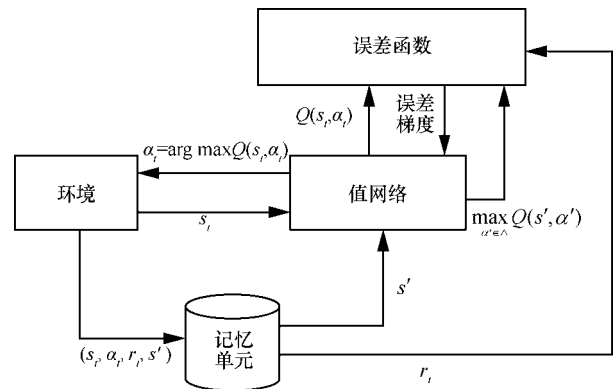 误差函数
Q(s_t,α_t)
误差
梯度
α_t=arg maxQ(s_t,α_t)
环境
值网络
s_t
max Q(s′,α′)
α′∈∧
s′
记忆
单元
(s_t, α_t, r_t, s′)
r_t